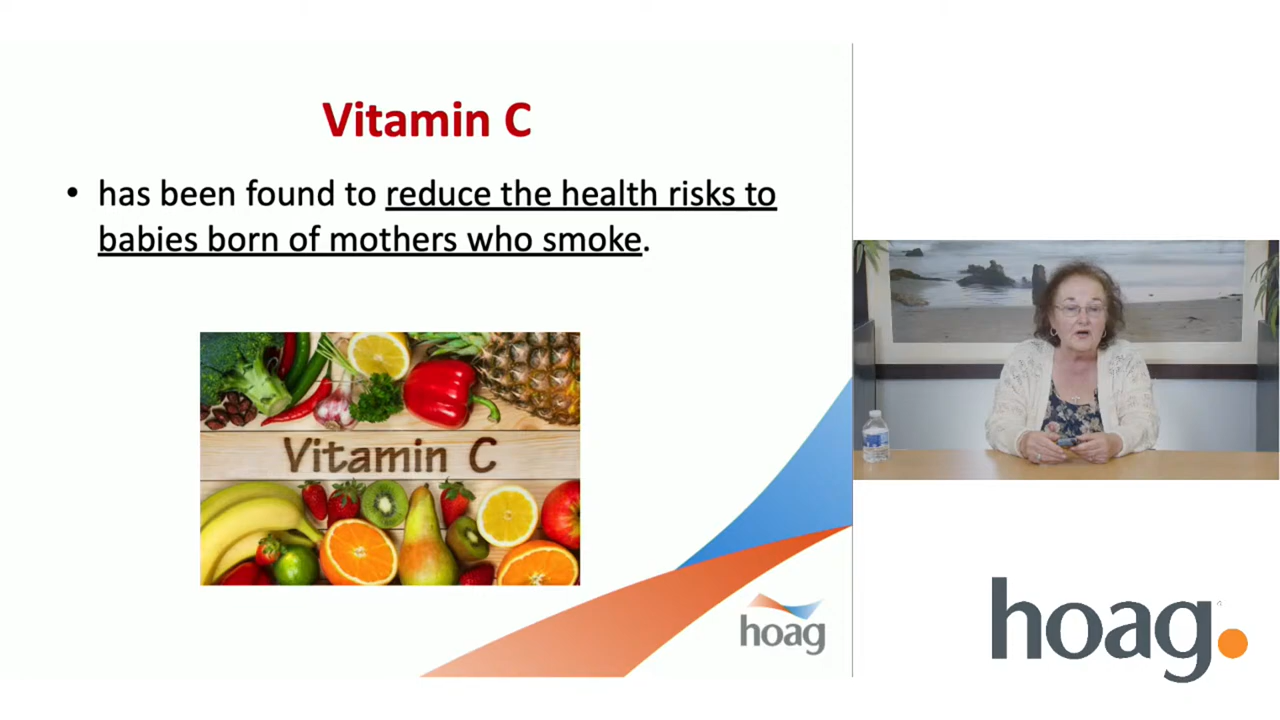 Vitamin C
• has been found to reduce the health risks to
babies born of mothers who smoke.
Vitamin C
hoag
hoag.